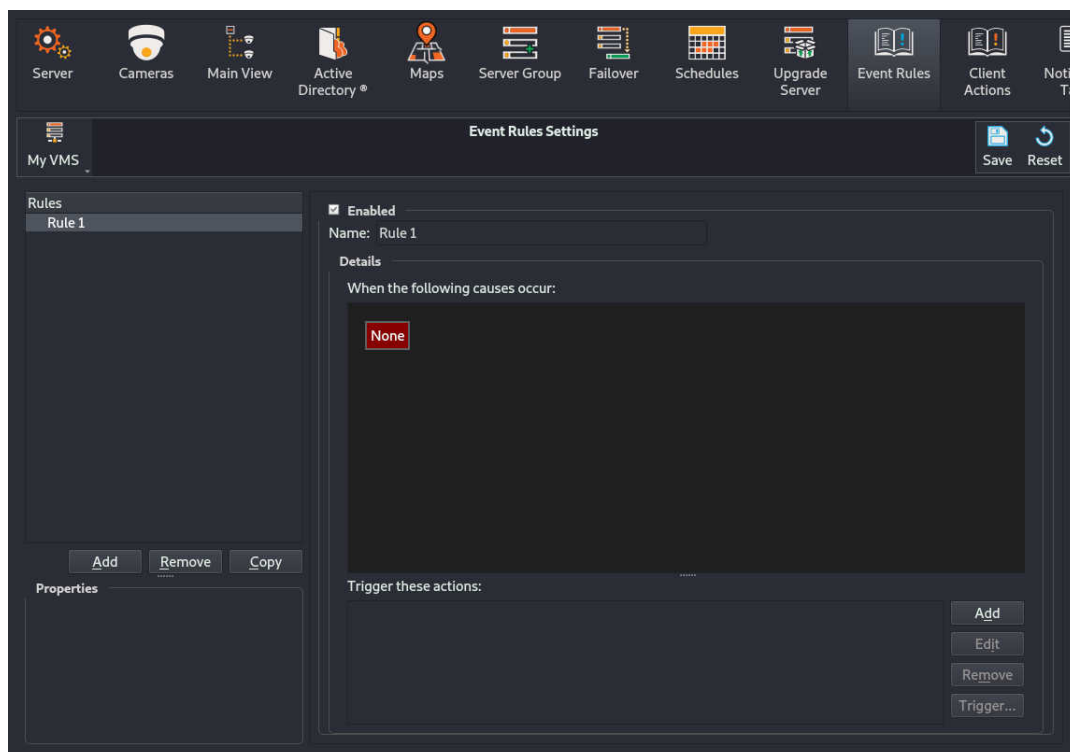 Server
Cameras
Main View
Active
Directory ®
Maps
Server Group
Failover
Schedules
Upgrade
Server
Event Rules
Client
Actions
My VMS
Event Rules Settings
Save
Reset
Rules
Rule 1
Add
Remove
Copy
Properties
Enabled
Name: Rule 1
Details
When the following causes occur:
None
Trigger these actions:
Add
Edit
Remove
Trigger...